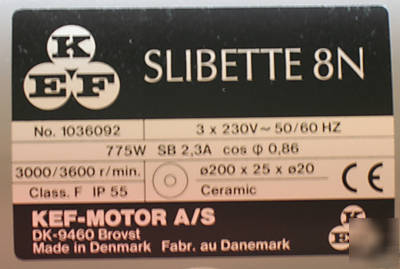 K
E F
SLIBETTE 8N
No. 1036092
3 x 230V~ 50/60 HZ
775W SB 2,3A cos φ 0,86
3000/3600 r/min.
ø200 x 25 x ø20
Class. F IP 55
Ceramic
CE
KEF-MOTOR A/S
DK-9460 Brovst
Made in Denmark Fabr. au Danemark
K
E F